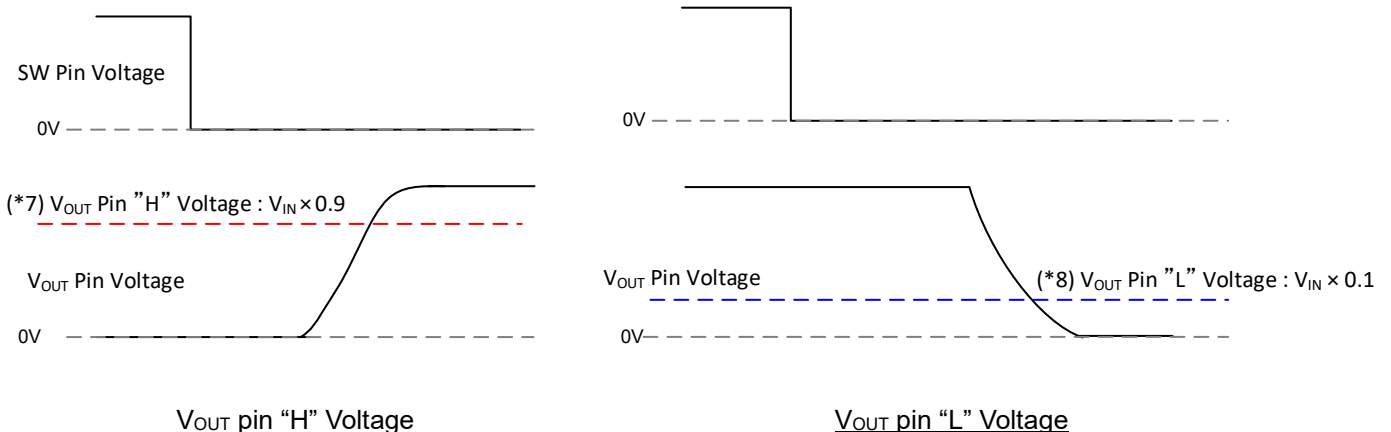 SW Pin Voltage
0V
0V
(*7) VOUT Pin ”H” Voltage : VIN × 0.9
VOUT Pin Voltage
VOUT Pin Voltage
(*8) VOUT Pin ”L” Voltage : VIN × 0.1
0V
0V
VOUT pin “H” Voltage
VOUT pin “L” Voltage